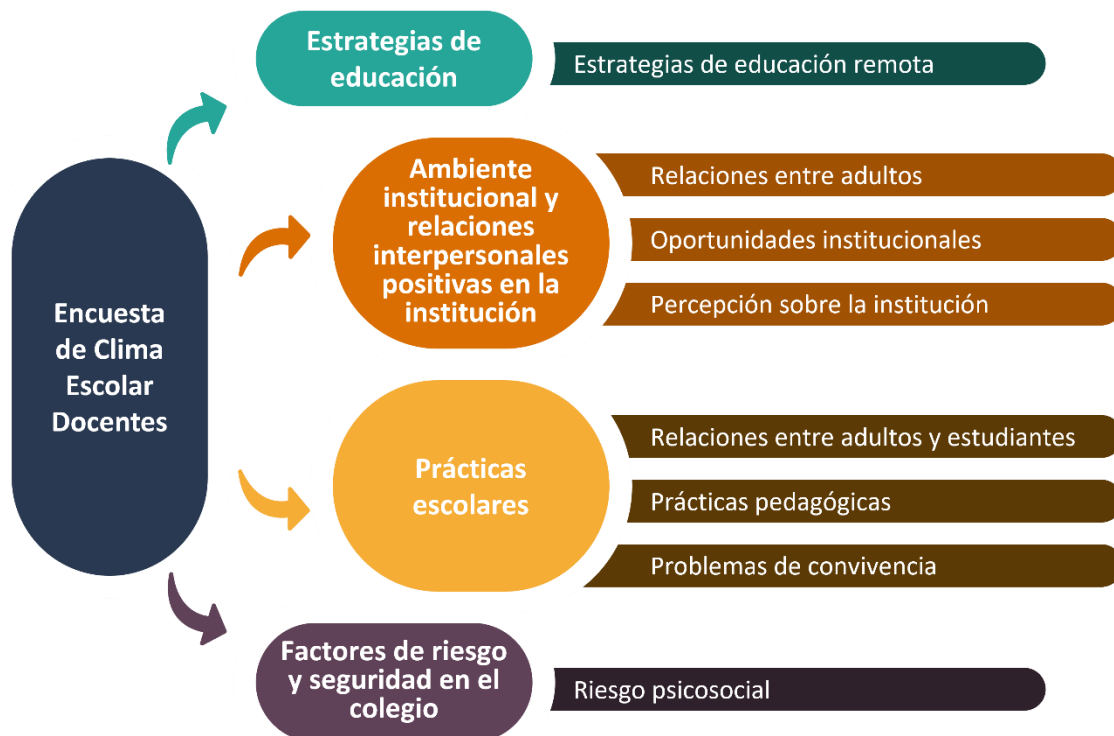 Encuesta
de Clima
Escolar
Docentes
Estrategias de
educación
Estrategias de educación remota
Ambiente
institucional y
relaciones
interpersonales
positivas en la
institución
Relaciones entre adultos
Oportunidades institucionales
Percepción sobre la institución
Prácticas
escolares
Relaciones entre adultos y estudiantes
Prácticas pedagógicas
Problemas de convivencia
Factores de riesgo
y seguridad en el
colegio
Riesgo psicosocial